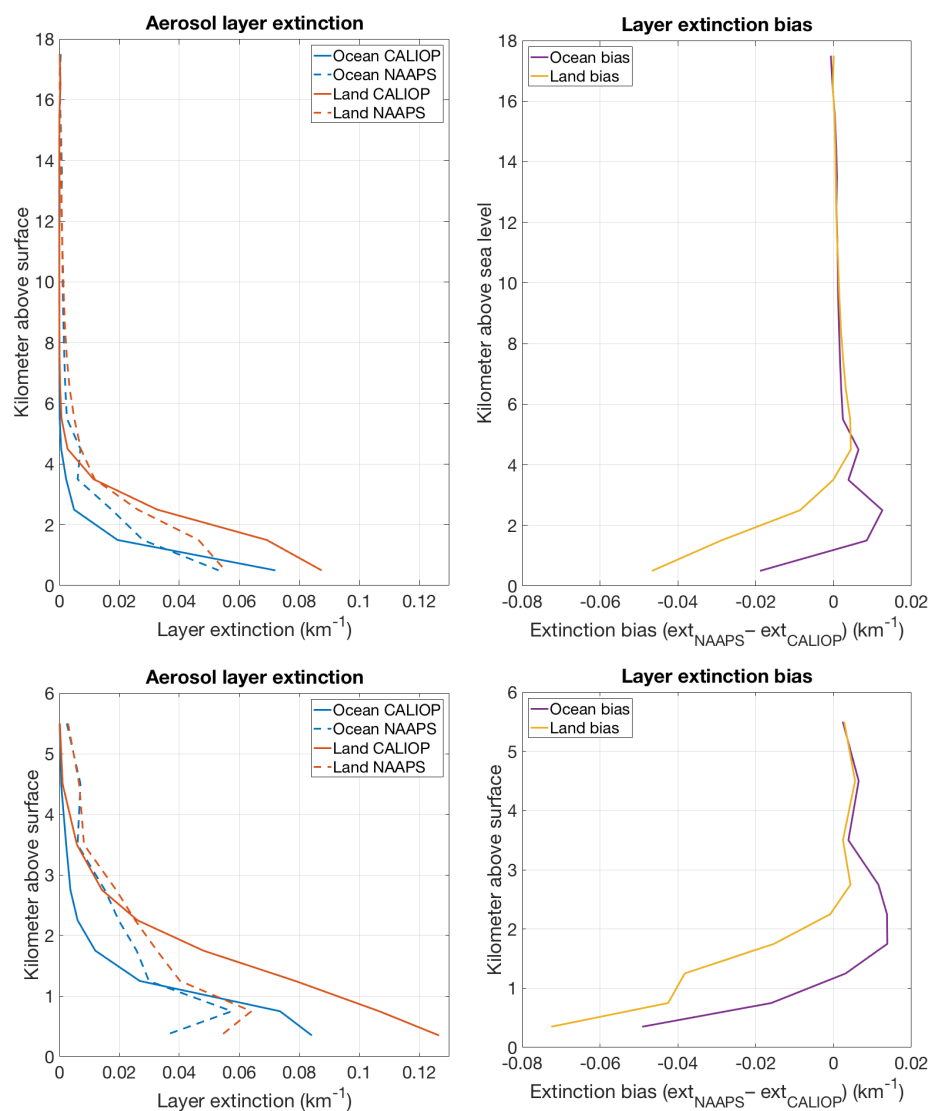 Aerosol layer extinction
Ocean CALIOP
Ocean NAAPS
Land CALIOP
Land NAAPS
18
16
14
12
10
8
6
4
2
0
Kilometer above surface
0 0.02 0.04 0.06 0.08 0.1 0.12
Layer extinction (km-1)
Layer extinction bias
Ocean bias
Land bias
18
16
14
12
10
8
6
4
2
0
Kilometer above sea level
-0.08 -0.06 -0.04 -0.02 0 0.02
Extinction bias (extNAAPS– extCALIOP) (km-1)
Aerosol layer extinction
Ocean CALIOP
Ocean NAAPS
Land CALIOP
Land NAAPS
6
5
4
3
2
1
0
Kilometer above surface
0 0.02 0.04 0.06 0.08 0.1 0.12
Layer extinction (km-1)
Layer extinction bias
Ocean bias
Land bias
6
5
4
3
2
1
0
Kilometer above surface
-0.08 -0.06 -0.04 -0.02 0 0.02
Extinction bias (extNAAPS– extCALIOP) (km-1)